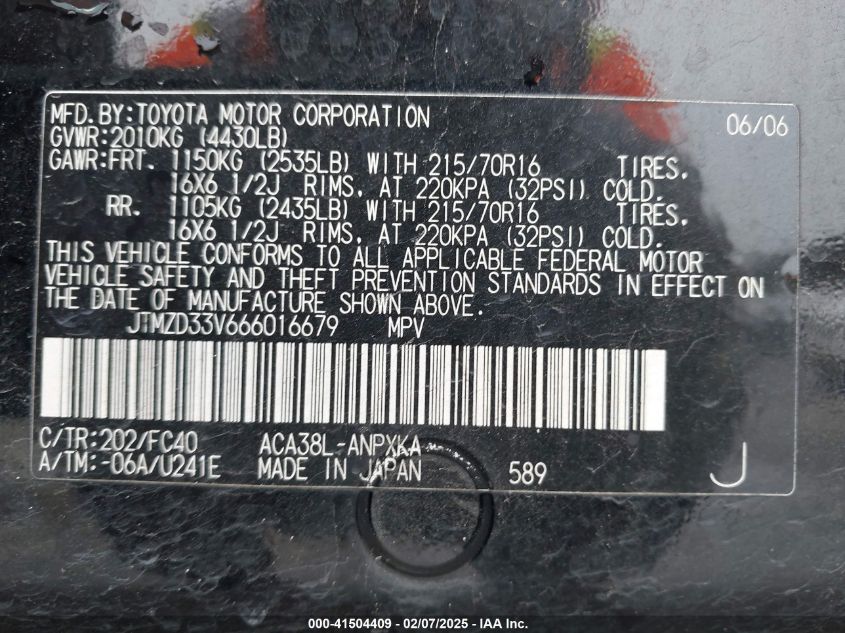 MFD.BY:TOYOTA MOTOR CORPORATION 06/06
GVWR:2010KG (4430LB)
GAWR:FRT. 1150KG (2535LB) WITH 215/70R16 TIRES.
16X6 1/2J RIMS, AT 220KPA (32PSI) COLD.
RR. 1105KG (2435LB) WITH 215/70R16 TIRES.
16X6 1/2J RIMS, AT 220KPA (32PSI) COLD.
THIS VEHICLE CONFORMS TO ALL APPLICABLE FEDERAL MOTOR
VEHICLE SAFETY AND THEFT PREVENTION STANDARDS IN EFFECT ON
THE DATE OF MANUFACTURE SHOWN ABOVE.
JTMZD33V666016679 MPV
C/TR:202/FC40 ACA38L-ANPXKA
A/TM:-06A/U241E MADE IN JAPAN 589 J
000-41504409 — 02/07/2025 — IAA Inc.